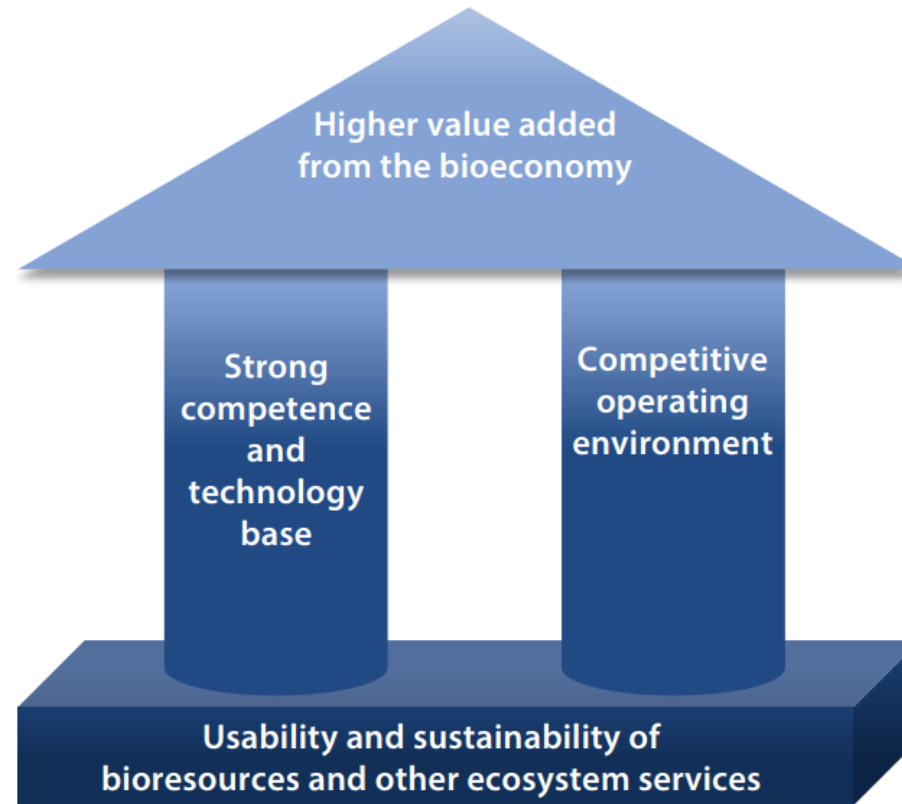 Higher value added
from the bioeconomy
Strong
competence
and
technology
base
Competitive
operating
environment
Usability and sustainability of
bioresources and other ecosystem services